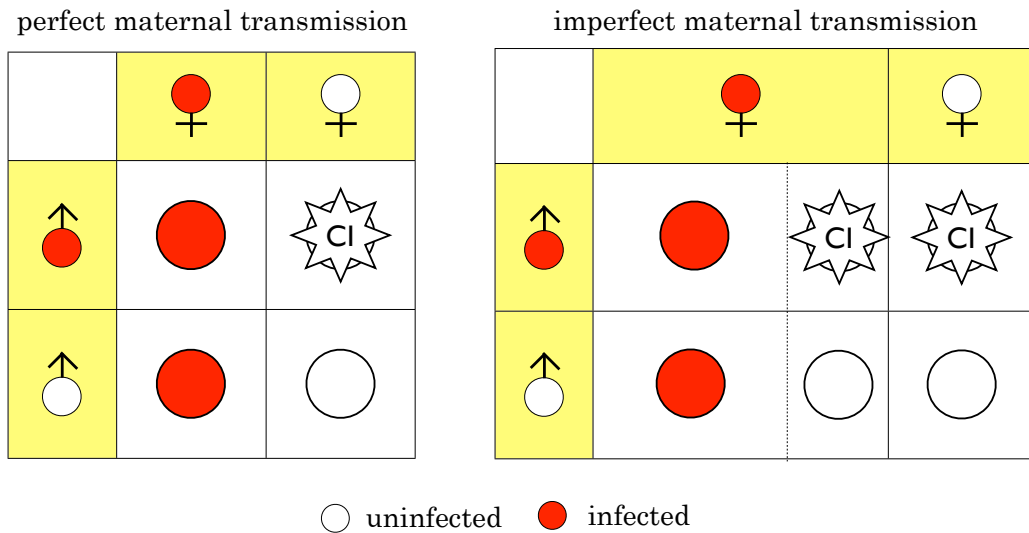 perfect maternal transmission
imperfect maternal transmission
CI
CI
CI
uninfected
infected